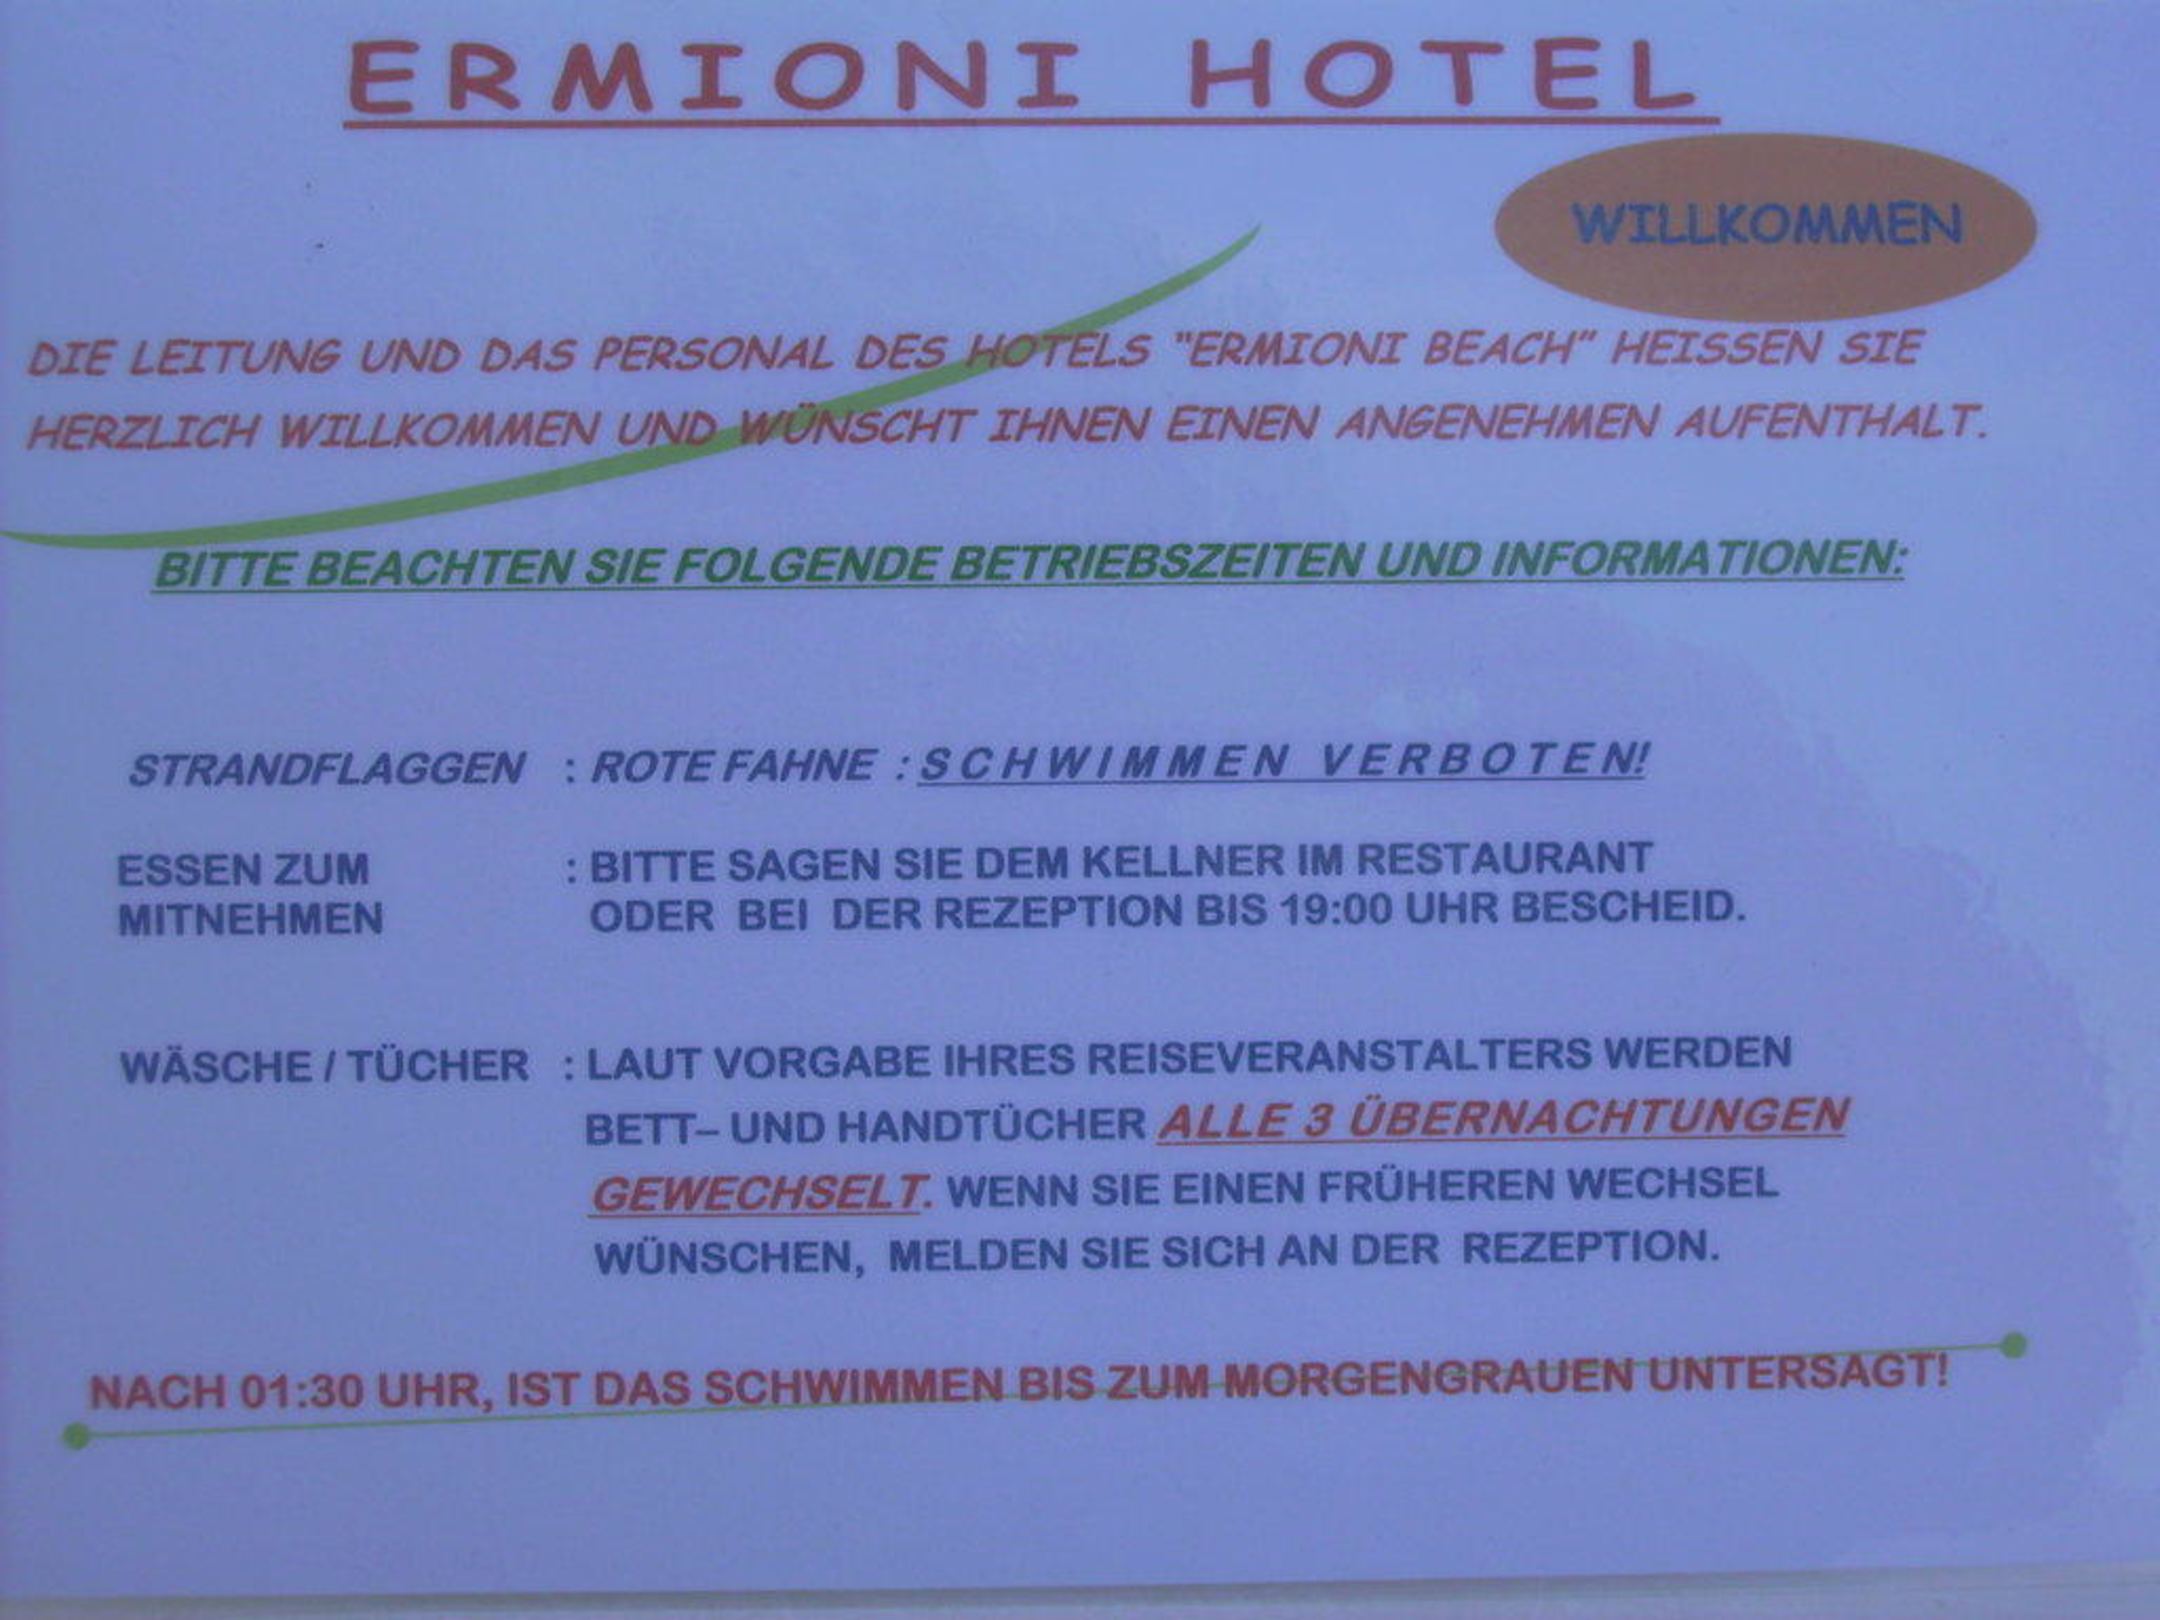 ERMIONI HOTEL
WILLKOMMEN
DIE LEITUNG UND DAS PERSONAL DES HOTELS "ERMIONI BEACH" HEISSEN SIE
HERZLICH WILLKOMMEN UND WÜNSCHT IHNEN EINEN ANGENEHMEN AUFENTHALT.
BITTE BEACHTEN SIE FOLGENDE BETRIEBSZEITEN UND INFORMATIONEN:
STRANDFLAGGEN : ROTE FAHNE : SCHWIMMEN VERBOTEN!
ESSEN ZUM : BITTE SAGEN SIE DEM KELLNER IM RESTAURANT
MITNEHMEN ODER BEI DER REZEPTION BIS 19:00 UHR BESCHEID.
WÄSCHE / TÜCHER : LAUT VORGABE IHRES REISEVERANSTALTERS WERDEN
BETT– UND HANDTÜCHER ALLE 3 ÜBERNACHTUNGEN
GEWECHSELT. WENN SIE EINEN FRÜHEREN WECHSEL
WÜNSCHEN, MELDEN SIE SICH AN DER REZEPTION.
NACH 01:30 UHR, IST DAS SCHWIMMEN BIS ZUM MORGENGRAUEN UNTERSAGT!